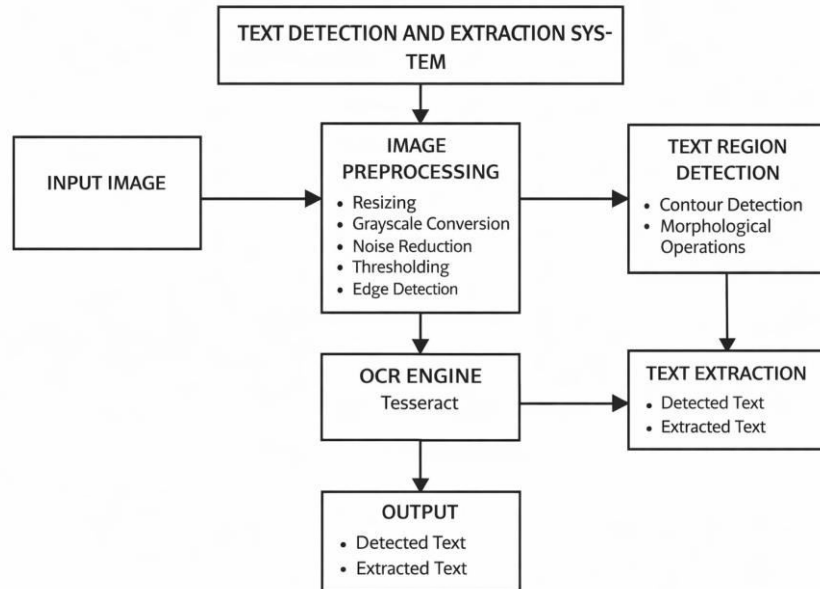 TEXT DETECTION AND EXTRACTION SYS-
TEM
INPUT IMAGE
IMAGE
PREPROCESSING
• Resizing
• Grayscale Conversion
• Noise Reduction
• Thresholding
• Edge Detection
TEXT REGION
DETECTION
• Contour Detection
• Morphological
Operations
OCR ENGINE
Tesseract
TEXT EXTRACTION
• Detected Text
• Extracted Text
OUTPUT
• Detected Text
• Extracted Text